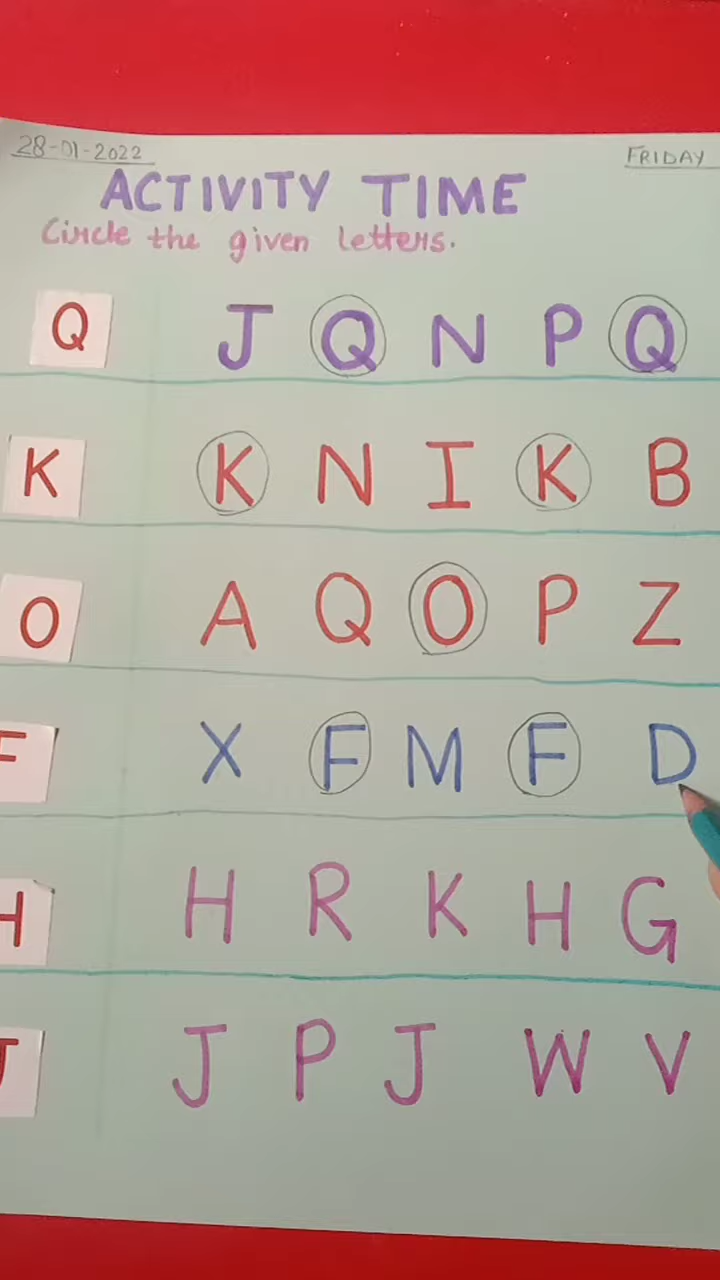 28-01-2022 FRIDAY
ACTIVITY TIME
Circle the given letters.
Q J Q N P Q
K K N I K B
O A Q O P Z
F X F M F D
H H R K H G
J J P J W V